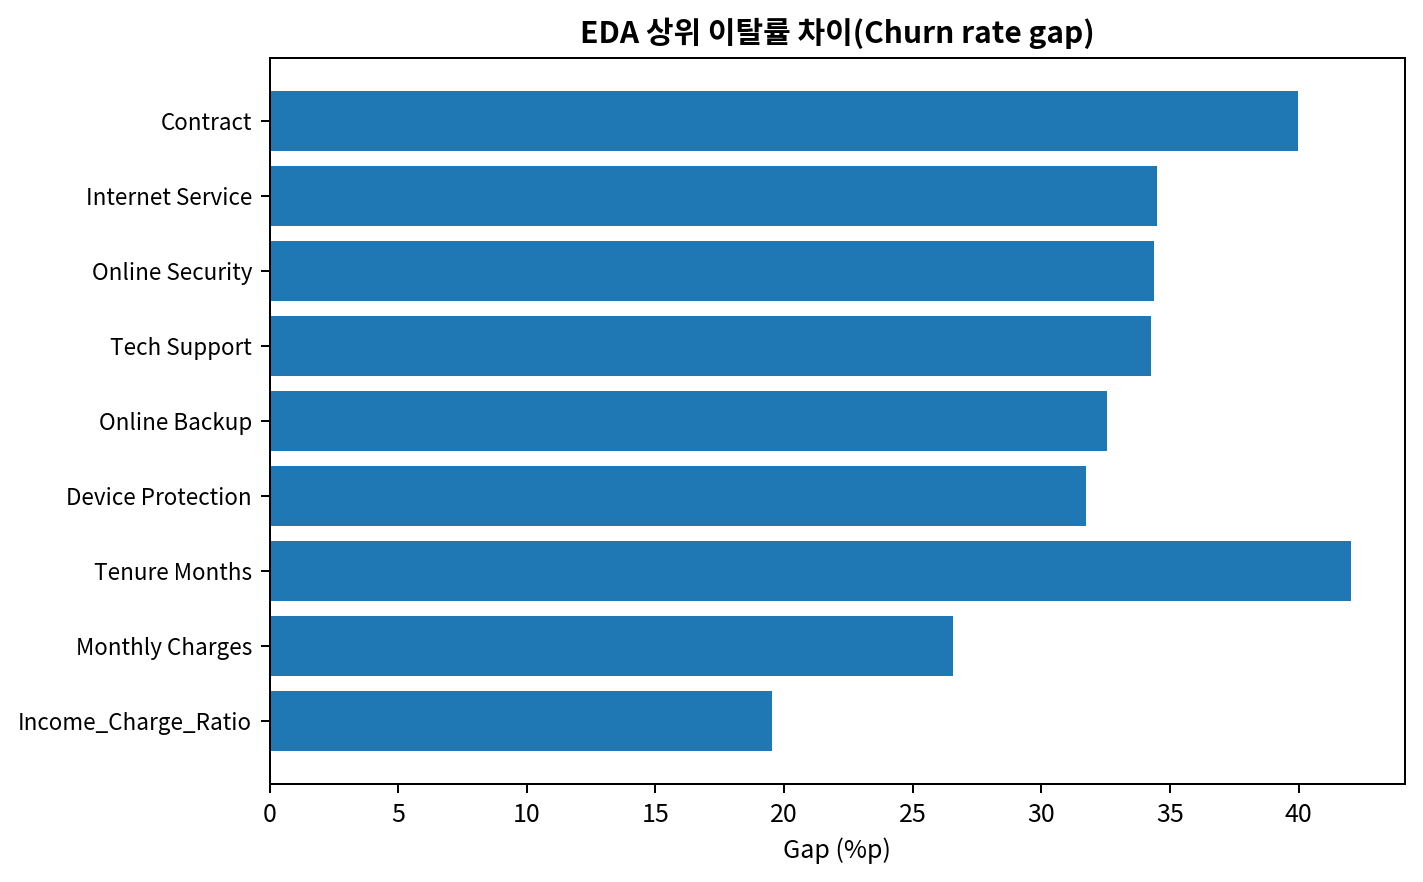 EDA 상위 이탈률 차이(Churn rate gap)
Contract
Internet Service
Online Security
Tech Support
Online Backup
Device Protection
Tenure Months
Monthly Charges
Income_Charge_Ratio
0 5 10 15 20 25 30 35 40
Gap (%p)